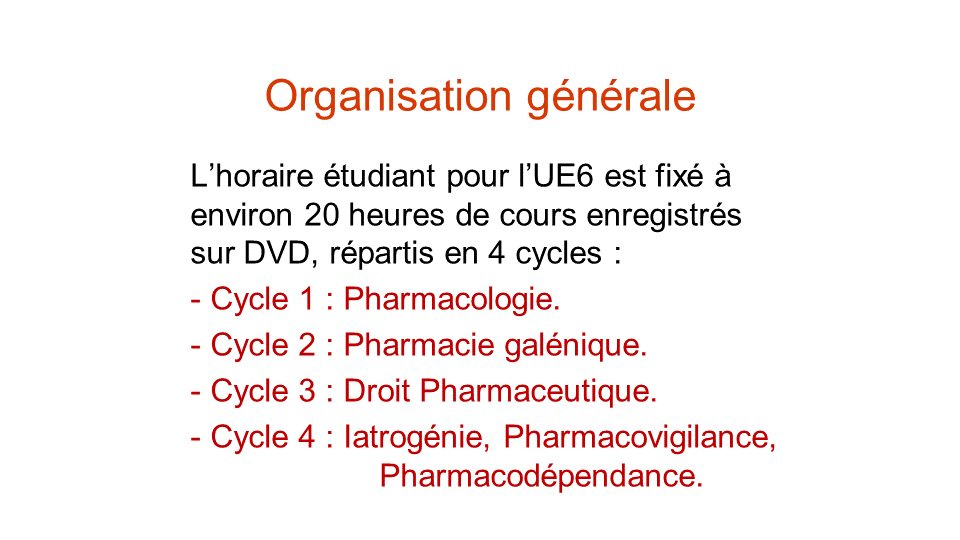 Organisation générale
L’horaire étudiant pour l’UE6 est fixé à
environ 20 heures de cours enregistrés
sur DVD, répartis en 4 cycles :
- Cycle 1 : Pharmacologie.
- Cycle 2 : Pharmacie galénique.
- Cycle 3 : Droit Pharmaceutique.
- Cycle 4 : Iatrogénie, Pharmacovigilance,
Pharmacodépendance.